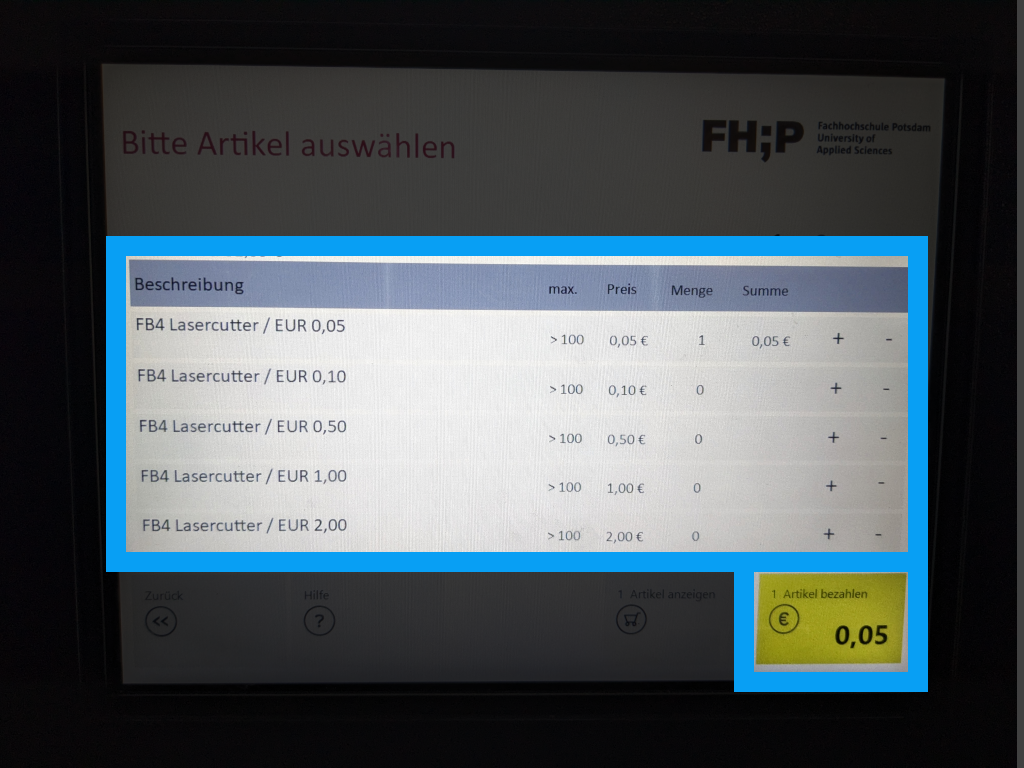 Bitte Artikel auswählen
FH;P Fachhochschule Potsdam
University of
Applied Sciences
Beschreibung max. Preis Menge Summe
FB4 Lasercutter / EUR 0,05 > 100 0,05 € 1 0,05 € + -
FB4 Lasercutter / EUR 0,10 > 100 0,10 € 0 + -
FB4 Lasercutter / EUR 0,50 > 100 0,50 € 0 + -
FB4 Lasercutter / EUR 1,00 > 100 1,00 € 0 + -
FB4 Lasercutter / EUR 2,00 > 100 2,00 € 0 + -
Zurück Hilfe 1 Artikel anzeigen 1 Artikel bezahlen
<< ? € 0,05